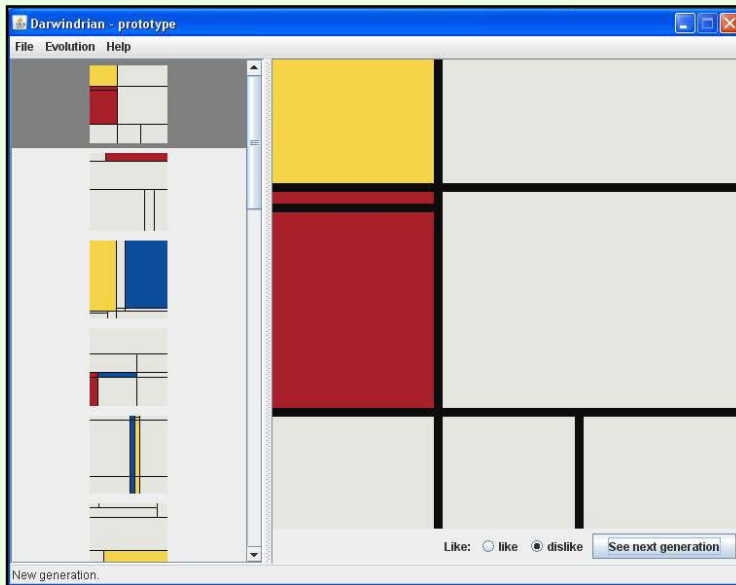 Darwindrian - prototype
File Evolution Help
Like: like dislike See next generation
New generation.